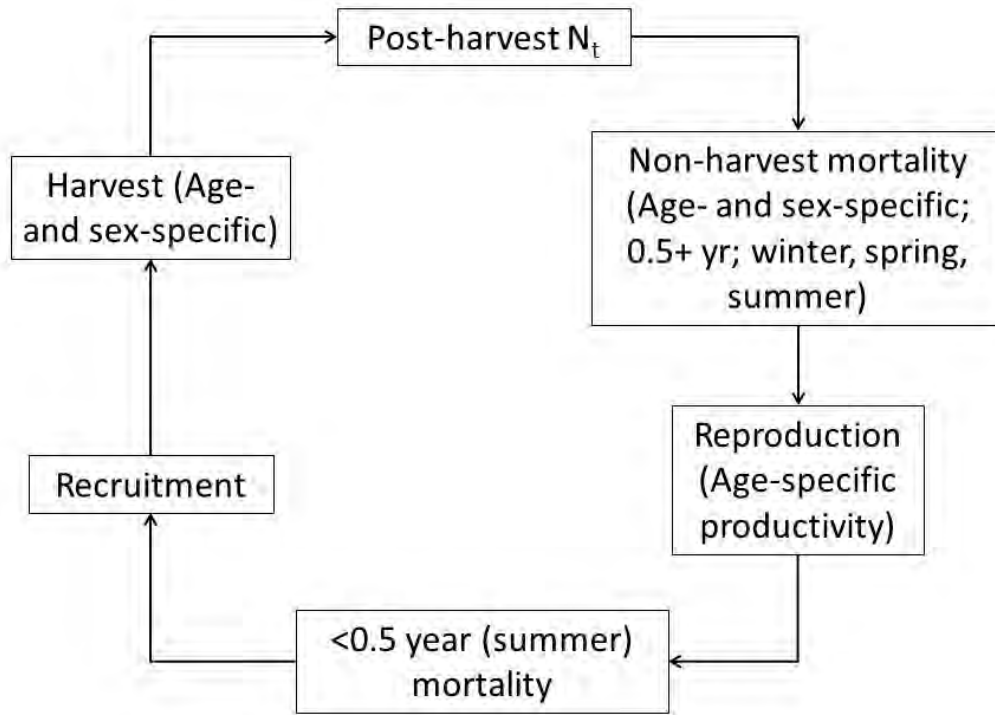 Post-harvest Nt
Non-harvest mortality
(Age- and sex-specific;
0.5+ yr; winter, spring,
summer)
Reproduction
(Age-specific
productivity)
<0.5 year (summer)
mortality
Recruitment
Harvest (Age-
and sex-specific)